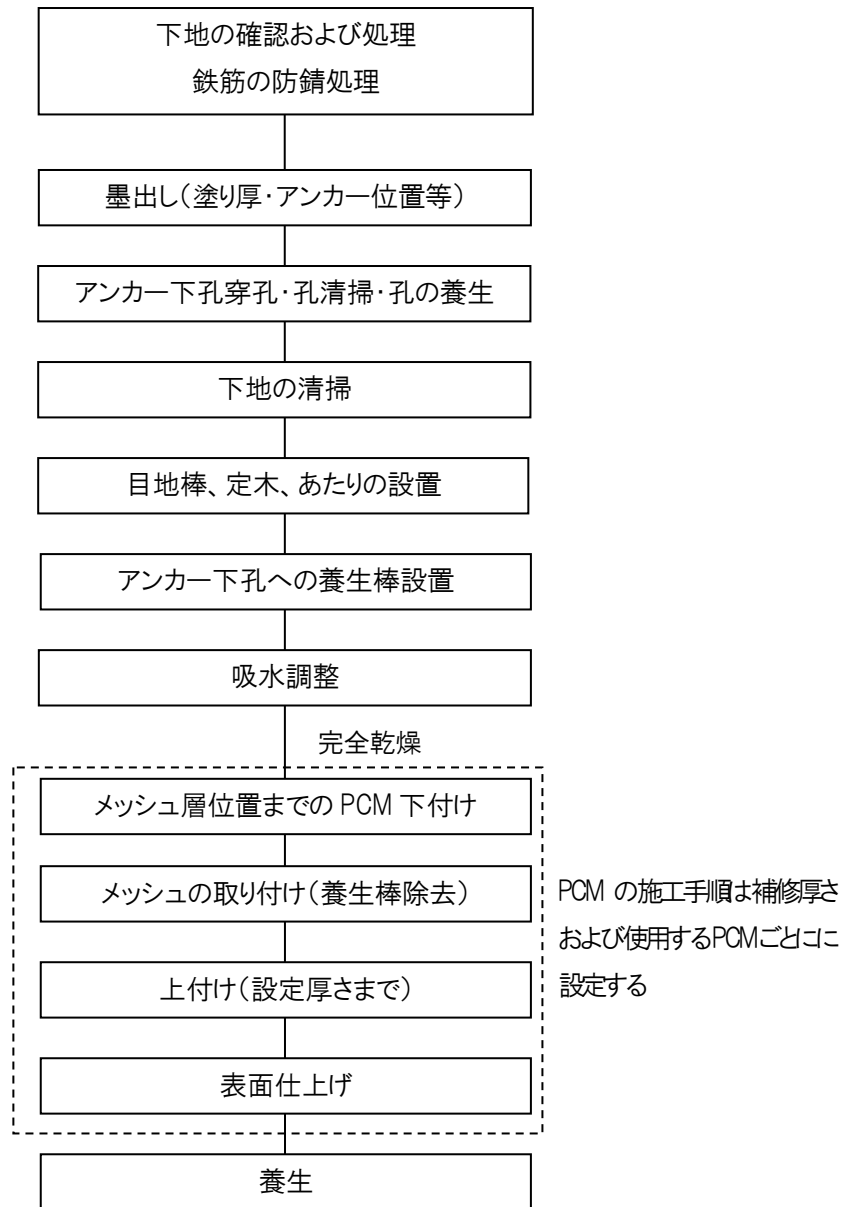 下地の確認および処理
鉄筋の防錆処理
墨出し(塗り厚・アンカー位置等)
アンカー下孔穿孔・孔清掃・孔の養生
下地の清掃
目地棒、定木、あたりの設置
アンカー下孔への養生棒設置
吸水調整
完全乾燥
メッシュ層位置までの PCM 下付け
メッシュの取り付け(養生棒除去)
上付け(設定厚さまで)
表面仕上げ
PCM の施工手順は補修厚さ
および使用するPCMごとにに
設定する
養生